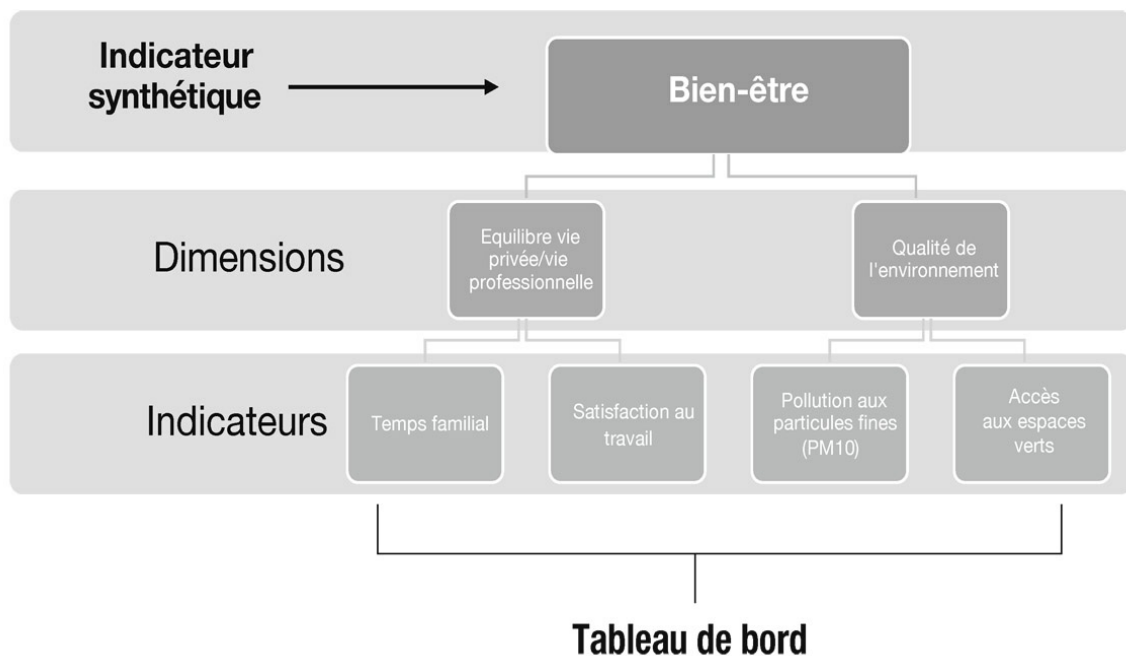 Indicateur
synthétique
Bien-être
Dimensions
Equilibre vie
privée/vie
professionnelle
Qualité de
l'environnement
Indicateurs
Temps familial
Satisfaction au
travail
Pollution aux
particules fines
(PM10)
Accès
aux espaces
verts
Tableau de bord